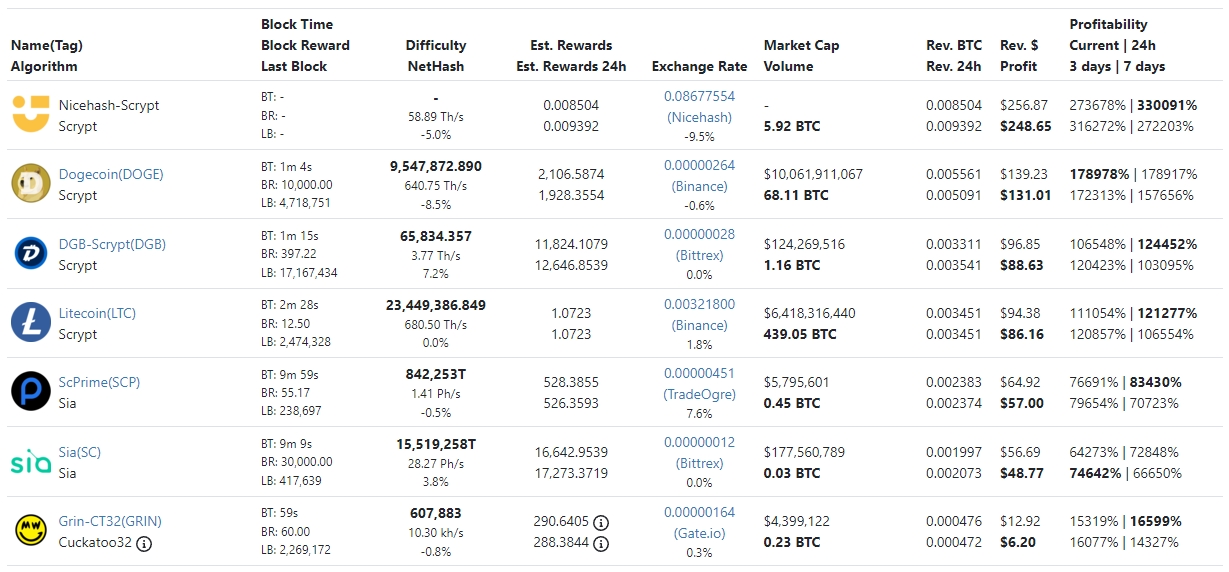 Name(Tag)
Algorithm
Block Time
Block Reward
Last Block
Difficulty
NetHash
Est. Rewards
Est. Rewards 24h
Exchange Rate
Market Cap
Volume
Rev. BTC
Rev. 24h
Rev. $
Profit
Profitability
Current | 24h
3 days | 7 days
Nicehash-Scrypt
Scrypt
BT: -
BR: -
LB: -
-
58.89 Th/s
-5.0%
0.008504
0.009392
0.08677554
(Nicehash)
-9.5%
-
5.92 BTC
0.008504
0.009392
$256.87
$248.65
273678% | 330091%
316272% | 272203%
Dogecoin(DOGE)
Scrypt
BT: 1m 4s
BR: 10,000.00
LB: 4,718,751
9,547,872.890
640.75 Th/s
-8.5%
2,106.5874
1,928.3554
0.00000264
(Binance)
-0.6%
$10,061,911,067
68.11 BTC
0.005561
0.005091
$139.23
$131.01
178978% | 178917%
172313% | 157656%
DGB-Scrypt(DGB)
Scrypt
BT: 1m 15s
BR: 397.22
LB: 17,167,434
65,834.357
3.77 Th/s
7.2%
11,824.1079
12,646.8539
0.00000028
(Bittrex)
0.0%
$124,269,516
1.16 BTC
0.003311
0.003541
$96.85
$88.63
106548% | 124452%
120423% | 103095%
Litecoin(LTC)
Scrypt
BT: 2m 28s
BR: 12.50
LB: 2,474,328
23,449,386.849
680.50 Th/s
0.0%
1.0723
1.0723
0.00321800
(Binance)
1.8%
$6,418,316,440
439.05 BTC
0.003451
0.003451
$94.38
$86.16
111054% | 121277%
120857% | 106554%
ScPrime(SCP)
Sia
BT: 9m 59s
BR: 55.17
LB: 238,697
842,253T
1.41 Ph/s
-0.5%
528.3855
526.3593
0.00000451
(TradeOgre)
7.6%
$5,795,601
0.45 BTC
0.002383
0.002374
$64.92
$57.00
76691% | 83430%
79654% | 70723%
sia
Sia(SC)
Sia
BT: 9m 9s
BR: 30,000.00
LB: 417,639
15,519,258T
28.27 Ph/s
3.8%
16,642.9539
17,273.3719
0.00000012
(Bittrex)
0.0%
$177,560,789
0.03 BTC
0.001997
0.002073
$56.69
$48.77
64273% | 72848%
74642% | 66650%
MW
Grin-CT32(GRIN)
Cuckatoo32
BT: 59s
BR: 60.00
LB: 2,269,172
607,883
10.30 kh/s
-0.8%
290.6405
288.3844
0.00000164
(Gate.io)
0.3%
$4,399,122
0.23 BTC
0.000476
0.000472
$12.92
$6.20
15319% | 16599%
16077% | 14327%